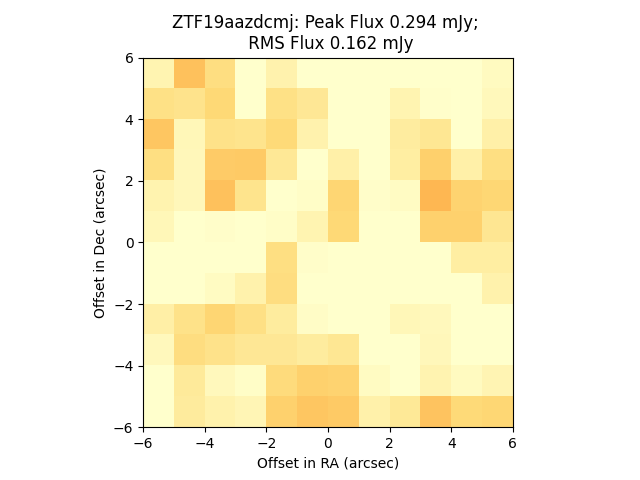 ZTF19aazdcmj: Peak Flux 0.294 mJy;
RMS Flux 0.162 mJy
6
4
2
0
−2
−4
−6
Offset in Dec (arcsec)
−6 −4 −2 0 2 4 6
Offset in RA (arcsec)